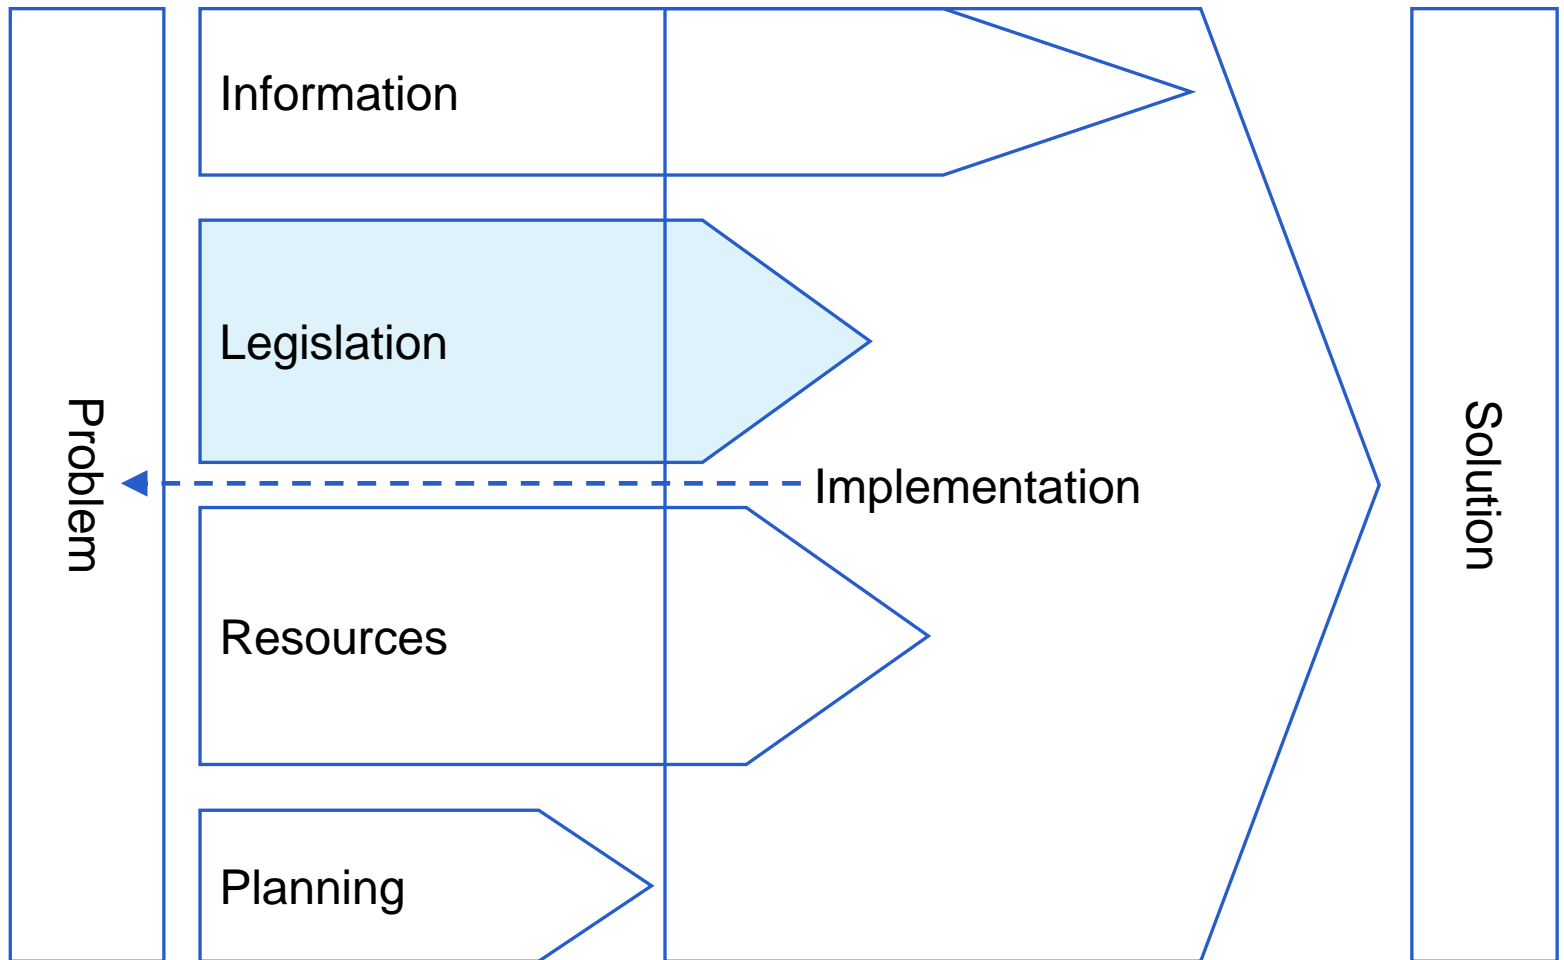 Problem
Information
Legislation
Implementation
Resources
Planning
Solution